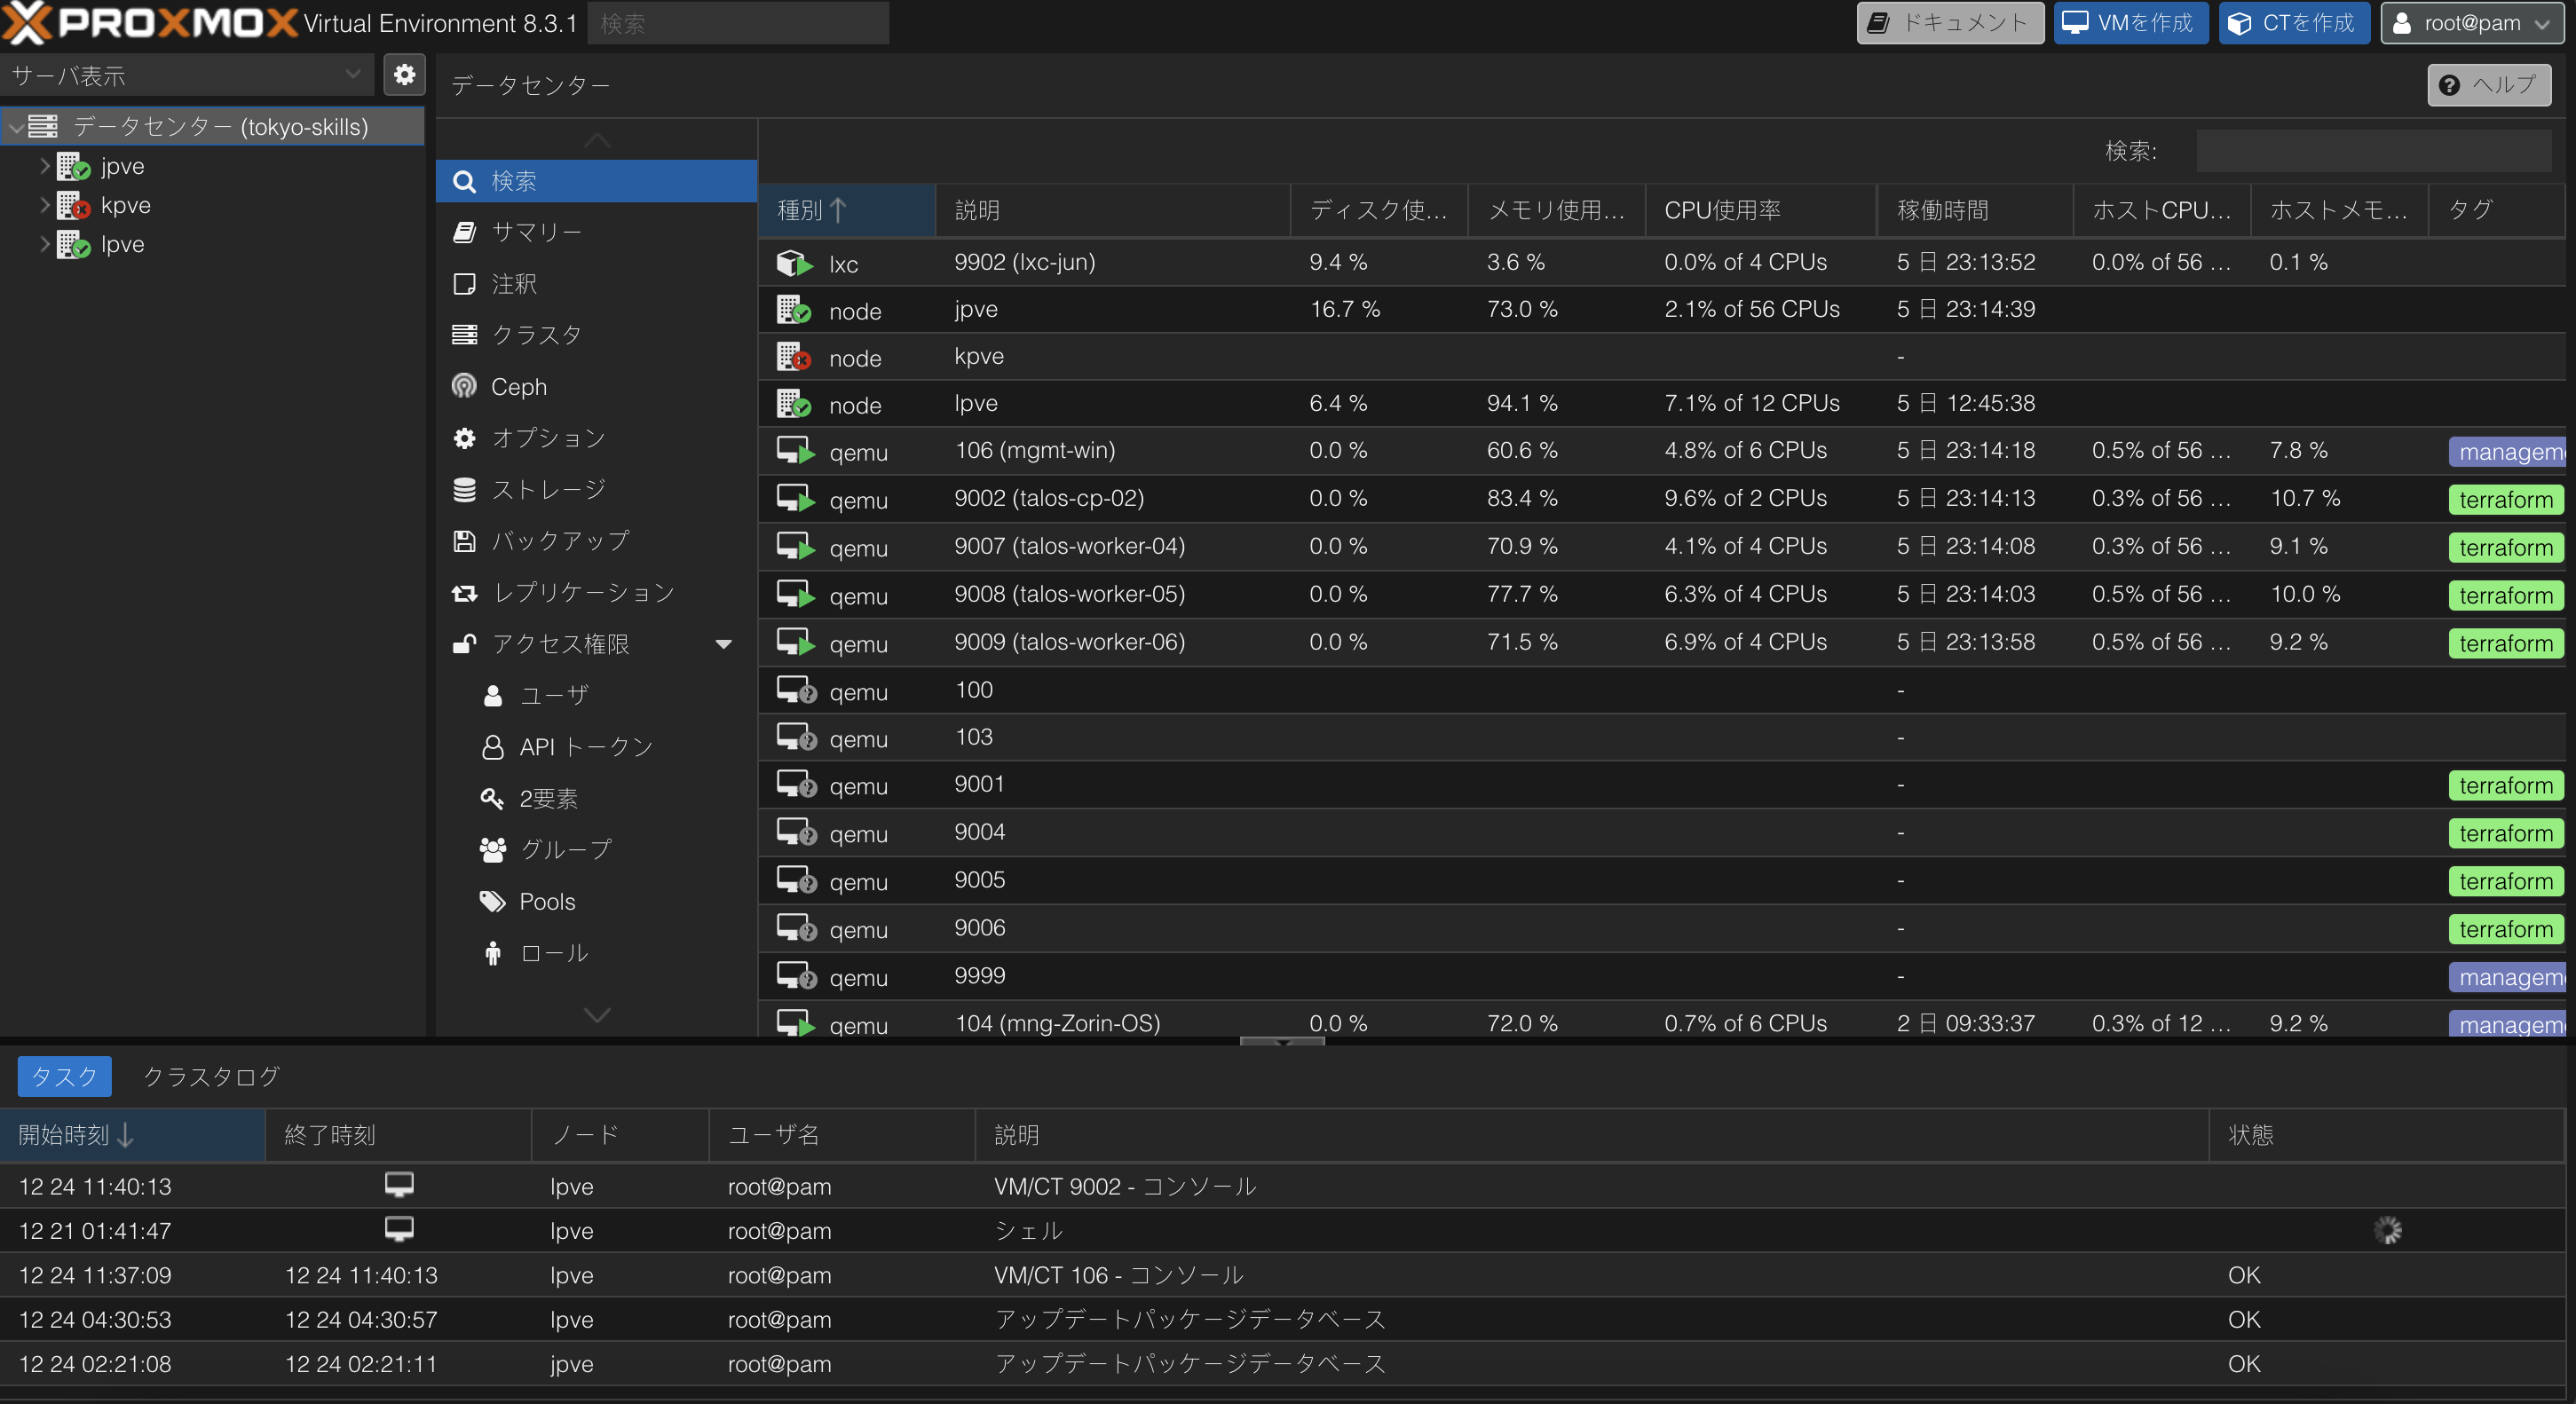 PROXMOX Virtual Environment 8.3.1 検索 ドキュメント VMを作成 CTを作成 root@pam
サーバ表示
データセンター ヘルプ
データセンター (tokyo-skills)
jpve
kpve
lpve
検索
サマリー
注釈
クラスタ
Ceph
オプション
ストレージ
バックアップ
レプリケーション
アクセス権限
ユーザ
API トークン
2要素
グループ
Pools
ロール
検索:
種別 説明 ディスク使... メモリ使用... CPU使用率 稼働時間 ホストCPU... ホストメモ... タグ
lxc 9902 (lxc-jun) 9.4 % 3.6 % 0.0% of 4 CPUs 5 日 23:13:52 0.0% of 56 ... 0.1 %
node jpve 16.7 % 73.0 % 2.1% of 56 CPUs 5 日 23:14:39
node kpve -
node lpve 6.4 % 94.1 % 7.1% of 12 CPUs 5 日 12:45:38
qemu 106 (mgmt-win) 0.0 % 60.6 % 4.8% of 6 CPUs 5 日 23:14:18 0.5% of 56 ... 7.8 % managem
qemu 9002 (talos-cp-02) 0.0 % 83.4 % 9.6% of 2 CPUs 5 日 23:14:13 0.3% of 56 ... 10.7 % terraform
qemu 9007 (talos-worker-04) 0.0 % 70.9 % 4.1% of 4 CPUs 5 日 23:14:08 0.3% of 56 ... 9.1 % terraform
qemu 9008 (talos-worker-05) 0.0 % 77.7 % 6.3% of 4 CPUs 5 日 23:14:03 0.5% of 56 ... 10.0 % terraform
qemu 9009 (talos-worker-06) 0.0 % 71.5 % 6.9% of 4 CPUs 5 日 23:13:58 0.5% of 56 ... 9.2 % terraform
qemu 100 -
qemu 103 -
qemu 9001 - terraform
qemu 9004 - terraform
qemu 9005 - terraform
qemu 9006 - terraform
qemu 9999 - managem
qemu 104 (mng-Zorin-OS) 0.0 % 72.0 % 0.7% of 6 CPUs 2 日 09:33:37 0.3% of 12 ... 9.2 % managem
タスク クラスタログ
開始時刻 終了時刻 ノード ユーザ名 説明 状態
12 24 11:40:13 lpve root@pam VM/CT 9002 - コンソール
12 21 01:41:47 lpve root@pam シェル
12 24 11:37:09 12 24 11:40:13 lpve root@pam VM/CT 106 - コンソール OK
12 24 04:30:53 12 24 04:30:57 lpve root@pam アップデートパッケージデータベース OK
12 24 02:21:08 12 24 02:21:11 jpve root@pam アップデートパッケージデータベース OK